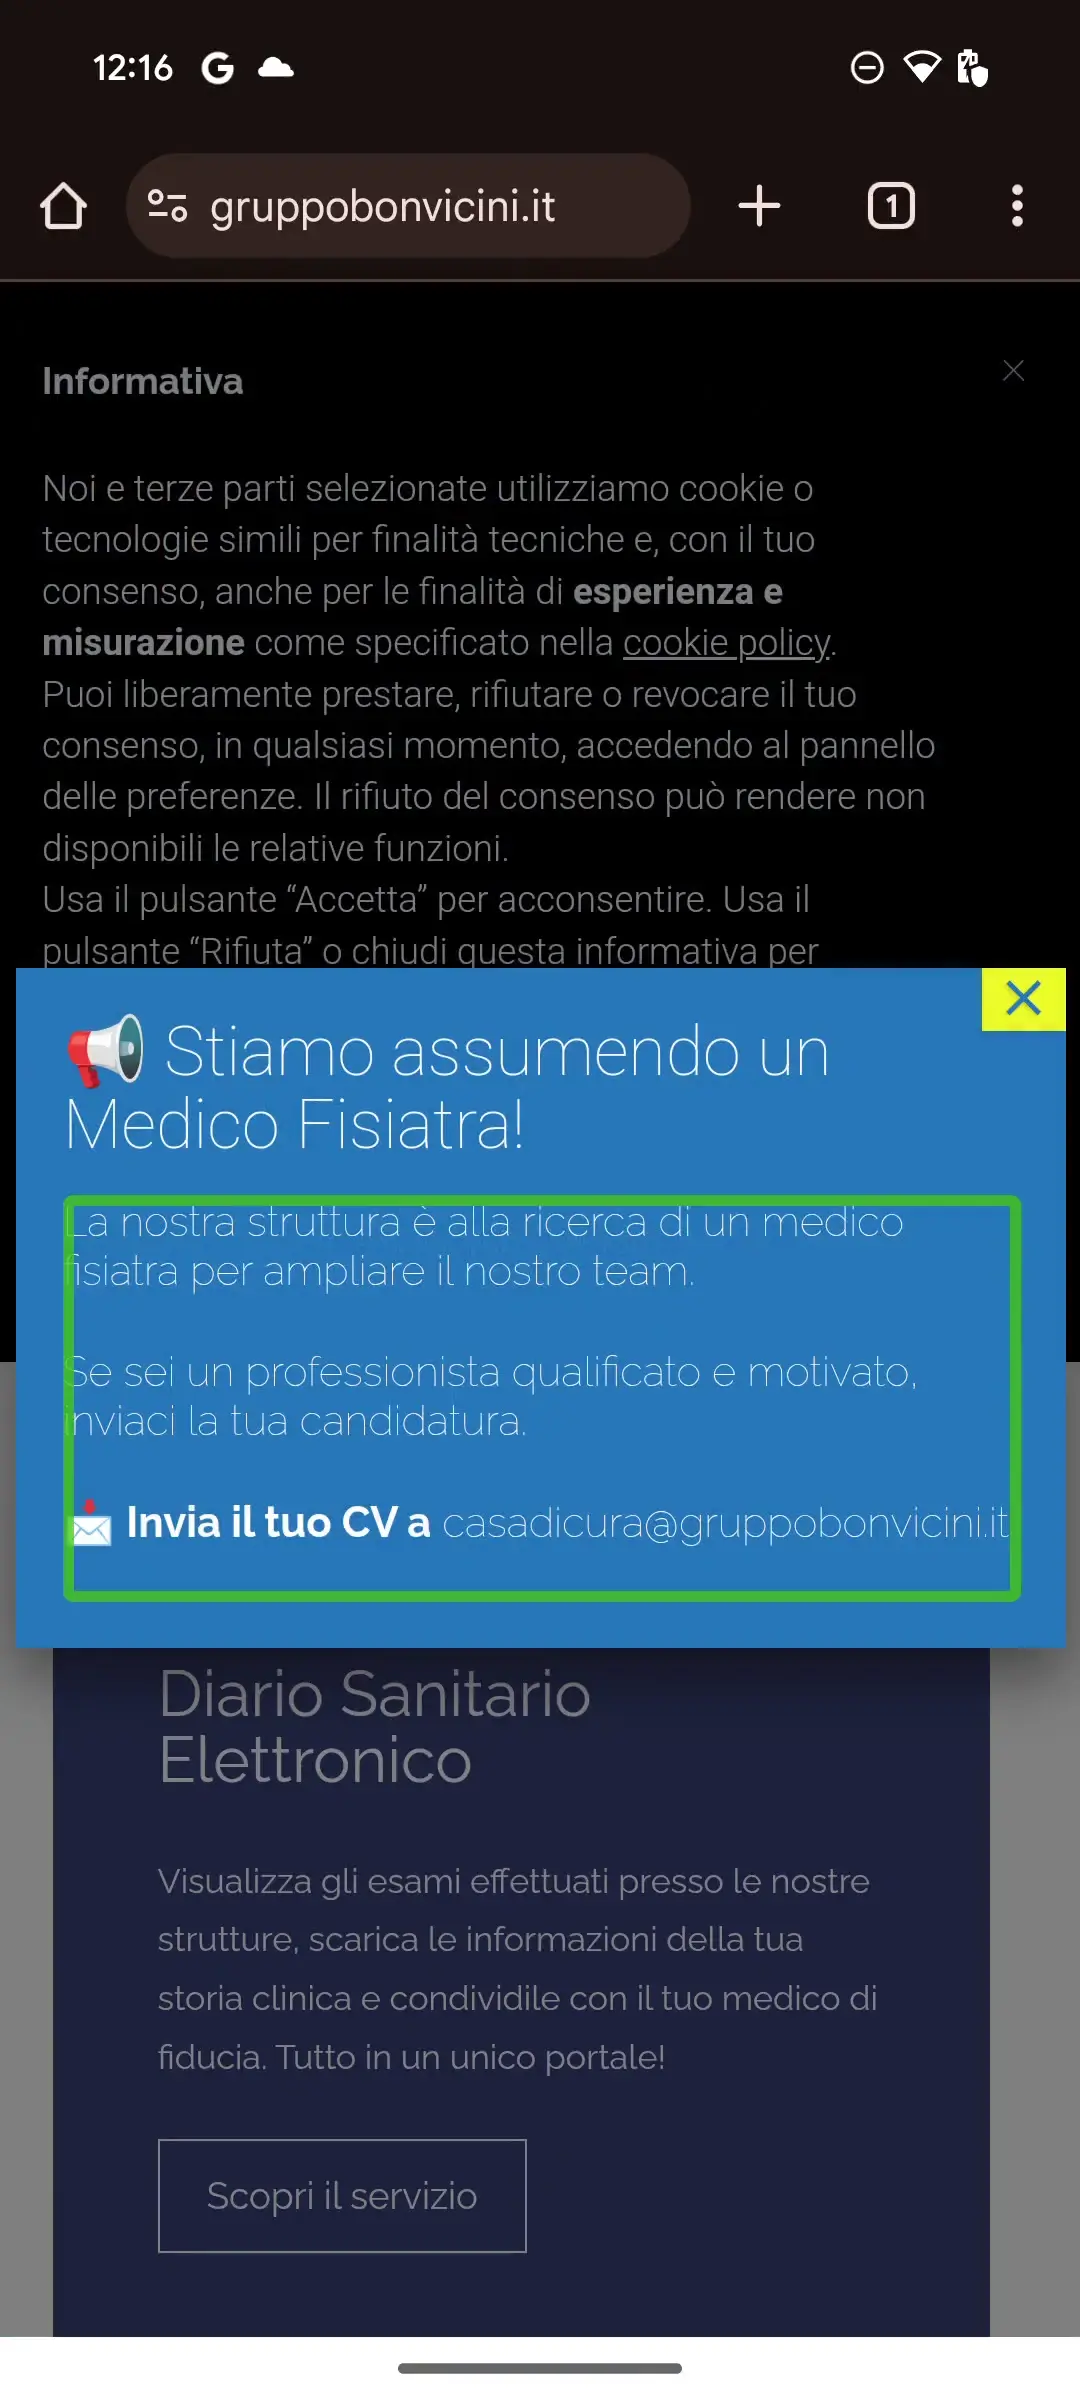 12:16
gruppobonvicini.it
1
Informativa
Noi e terze parti selezionate utilizziamo cookie o
tecnologie simili per finalità tecniche e, con il tuo
consenso, anche per le finalità di esperienza e
misurazione come specificato nella cookie policy.
Puoi liberamente prestare, rifiutare o revocare il tuo
consenso, in qualsiasi momento, accedendo al pannello
delle preferenze. Il rifiuto del consenso può rendere non
disponibili le relative funzioni.
Usa il pulsante “Accetta” per acconsentire. Usa il
pulsante “Rifiuta” o chiudi questa informativa per
📢 Stiamo assumendo un
Medico Fisiatra!
La nostra struttura è alla ricerca di un medico
fisiatra per ampliare il nostro team.
Se sei un professionista qualificato e motivato,
inviaci la tua candidatura.
📩 Invia il tuo CV a casadicura@gruppobonvicini.it
Diario Sanitario
Elettronico
Visualizza gli esami effettuati presso le nostre
strutture, scarica le informazioni della tua
storia clinica e condividile con il tuo medico di
fiducia. Tutto in un unico portale!
Scopri il servizio